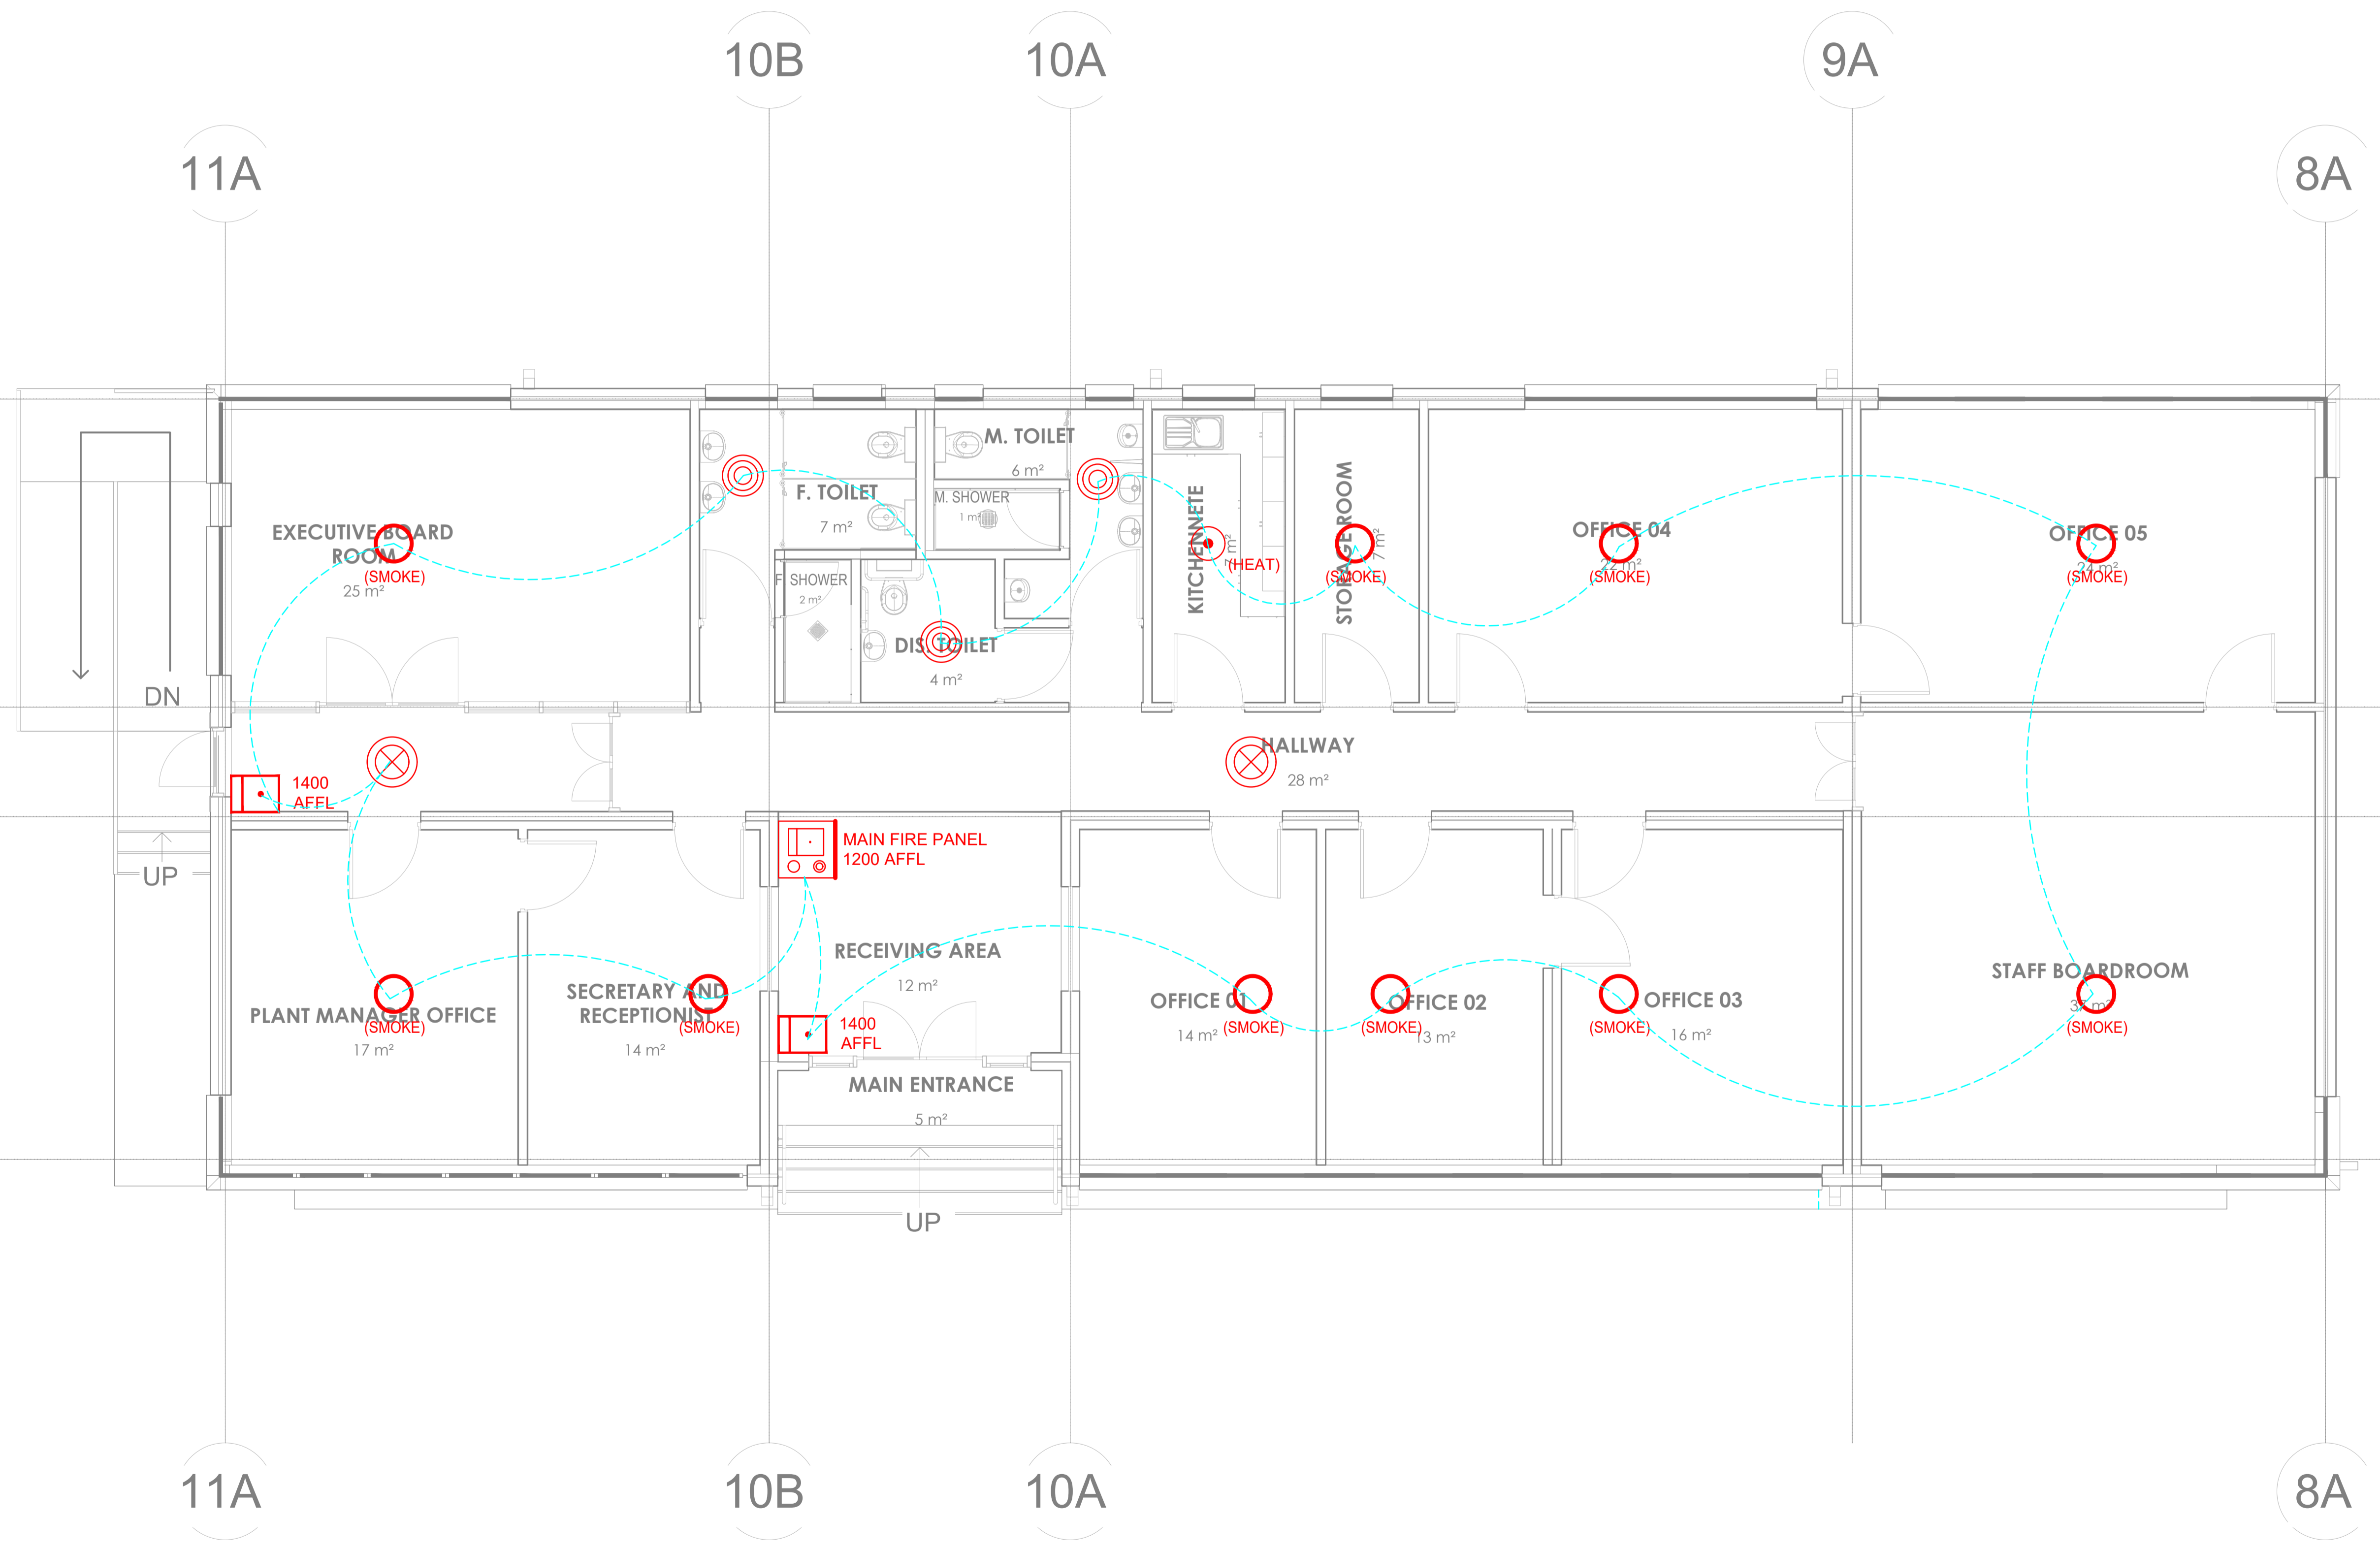 10B
10A
9A
11A
8A
M. TOILET
6 m²
F. TOILET
7 m²
M. SHOWER
1 m²
EXECUTIVE BOARD
ROOM
(SMOKE)
25 m²
F. SHOWER
2 m²
DIS. TOILET
4 m²
KITCHENNETE
7 m²
(HEAT)
STORAGE ROOM
7 m²
(SMOKE)
OFFICE 04
22 m²
(SMOKE)
OFFICE 05
24 m²
(SMOKE)
DN
HALLWAY
28 m²
1400
AFFL
MAIN FIRE PANEL
1200 AFFL
UP
RECEIVING AREA
12 m²
PLANT MANAGER OFFICE
(SMOKE)
17 m²
SECRETARY AND
RECEPTIONIST
(SMOKE)
14 m²
1400
AFFL
OFFICE 01
14 m²
(SMOKE)
OFFICE 02
(SMOKE)
13 m²
OFFICE 03
(SMOKE)
16 m²
STAFF BOARDROOM
(SMOKE)
MAIN ENTRANCE
5 m²
UP
11A
10B
10A
8A